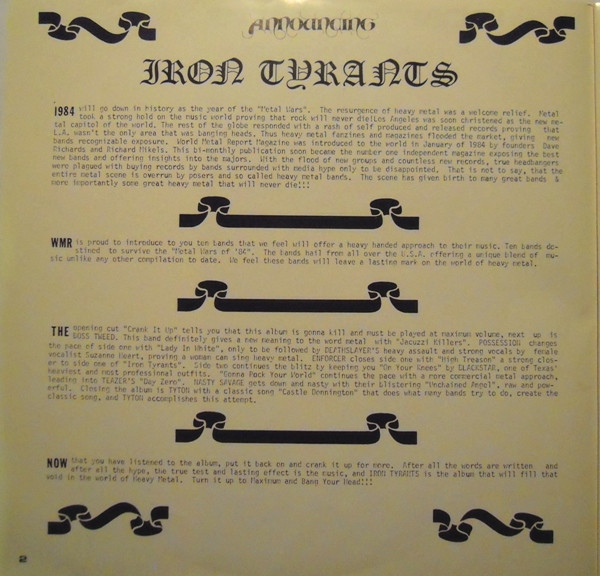 ANNOUNCING
IRON TYRANTS
1984 will go down in history as the year of the "Metal Wars". The resurgence of heavy metal was a welcome relief. Metal
took a strong hold on the music world proving that rock will never die!Los Angeles was soon christened as the new me-
tal capitol of the world. The rest of the globe responded with a rash of self produced and released records proving that
L.A. wasn't the only area that was banging heads. Thus heavy metal fanzines and magazines flooded the market, giving new
bands recognizable exposure. World Metal Report Magazine was introduced to the world in January of 1984 by founders Dave
Richards and Richard Mikels. This bi-monthly publication soon became the number one independent magazine exposing the best
new bands and offering insights into the majors. With the flood of new groups and countless new records, true headbangers
were plagued with buying records by bands surrounded with media hype only to be disappointed. That is not to say, that the
entire metal scene is overrun by posers and so called heavy metal bands. The scene has given birth to many great bands &
more importantly some great heavy metal that will never die!!!
WMR is proud to introduce to you ten bands that we feel will offer a heavy handed approach to their music. Ten bands de-
stined to survive the "Metal Wars of '84". The bands hail from all over the U.S.A. offering a unique blend of mu-
sic unlike any other compilation to date. We feel these bands will leave a lasting mark on the world of heavy metal.
THE opening cut "Crank It Up" tells you that this album is gonna kill and must be played at maximum volume, next up is
BOSS TWEED. This band definitely gives a new meaning to the word metal with "Jacuzzi Killers". POSSESSION changes
the pace of side one with "Lady In White", only to be followed by DEATHSLAYER'S heavy assault and strong vocals by female
vocalist Suzanne Heart, proving a woman can sing heavy metal. ENFORCER closes side one with "High Treason" a strong clos-
er to side one of "Iron Tyrants". Side two continues the blitz by keeping you "On Your Knees" by BLACKSTAR, one of Texas'
heaviest and most professional outfits. "Gonna Rock Your World" continues the pace with a more commercial metal approach,
leading into TEAZER'S "Day Zero". NASTY SAVAGE gets down and nasty with their blistering "Unchained Angel", raw and pow-
erful. Closing the album is TYTON with a classic song "Castle Donnington" that does what many bands try to do, create the
classic song, and TYTON accomplishes this attempt.
NOW that you have listened to the album, put it back on and crank it up for more. After all the words are written and
after all the hype, the true test and lasting effect is the music, and IRON TYRANTS is the album that will fill that
void in the world of Heavy Metal. Turn it up to Maximum and Bang Your Head!!!
2